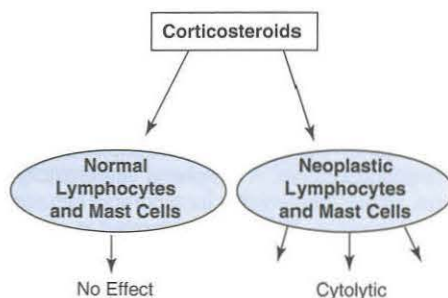 Corticosteroids
Normal
Lymphocytes
and Mast Cells
Neoplastic
Lymphocytes
and Mast Cells
No Effect
Cytolytic